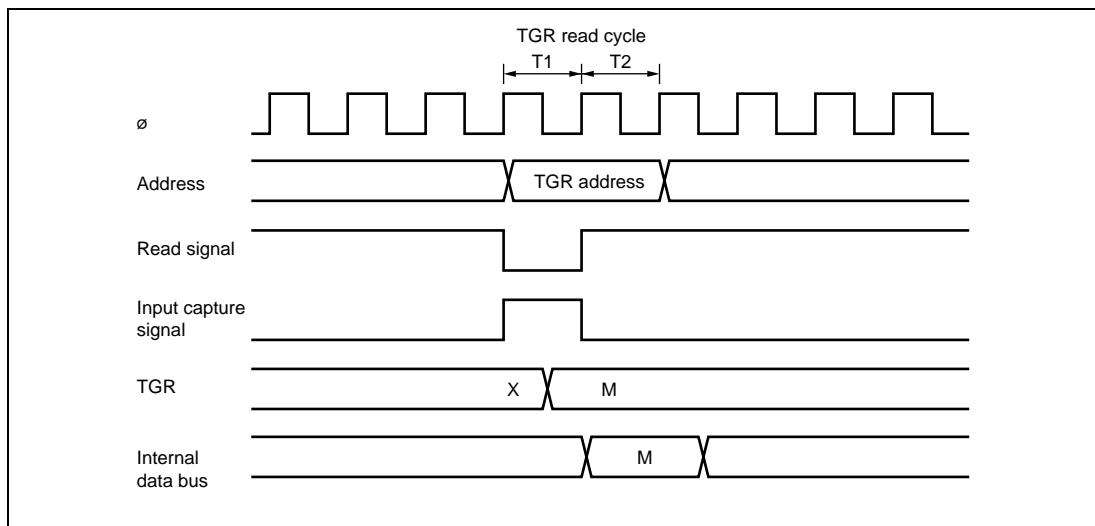 TGR read cycle
T1 T2
ø
Address
TGR address
Read signal
Input capture
signal
TGR
X M
Internal
data bus
M